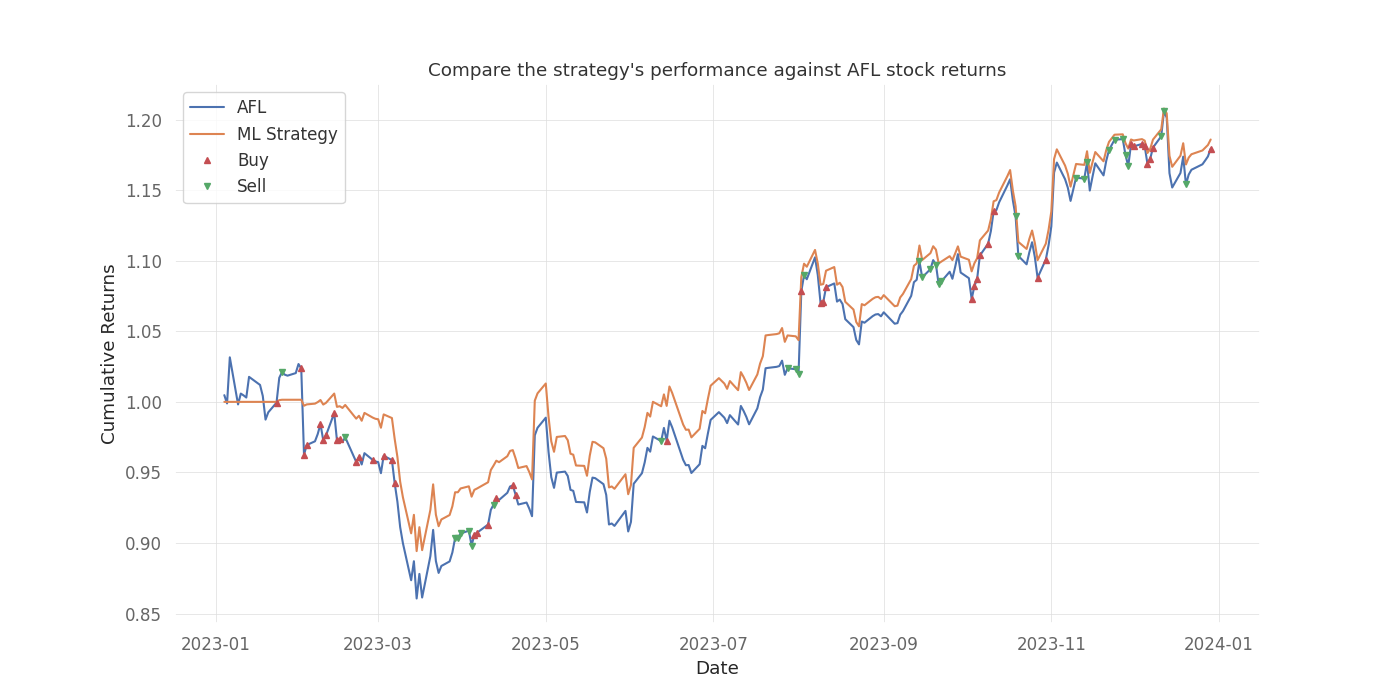 Compare the strategy's performance against AFL stock returns
AFL
ML Strategy
Buy
Sell
Cumulative Returns
1.20
1.15
1.10
1.05
1.00
0.95
0.90
0.85
2023-01 2023-03 2023-05 2023-07 2023-09 2023-11 2024-01
Date